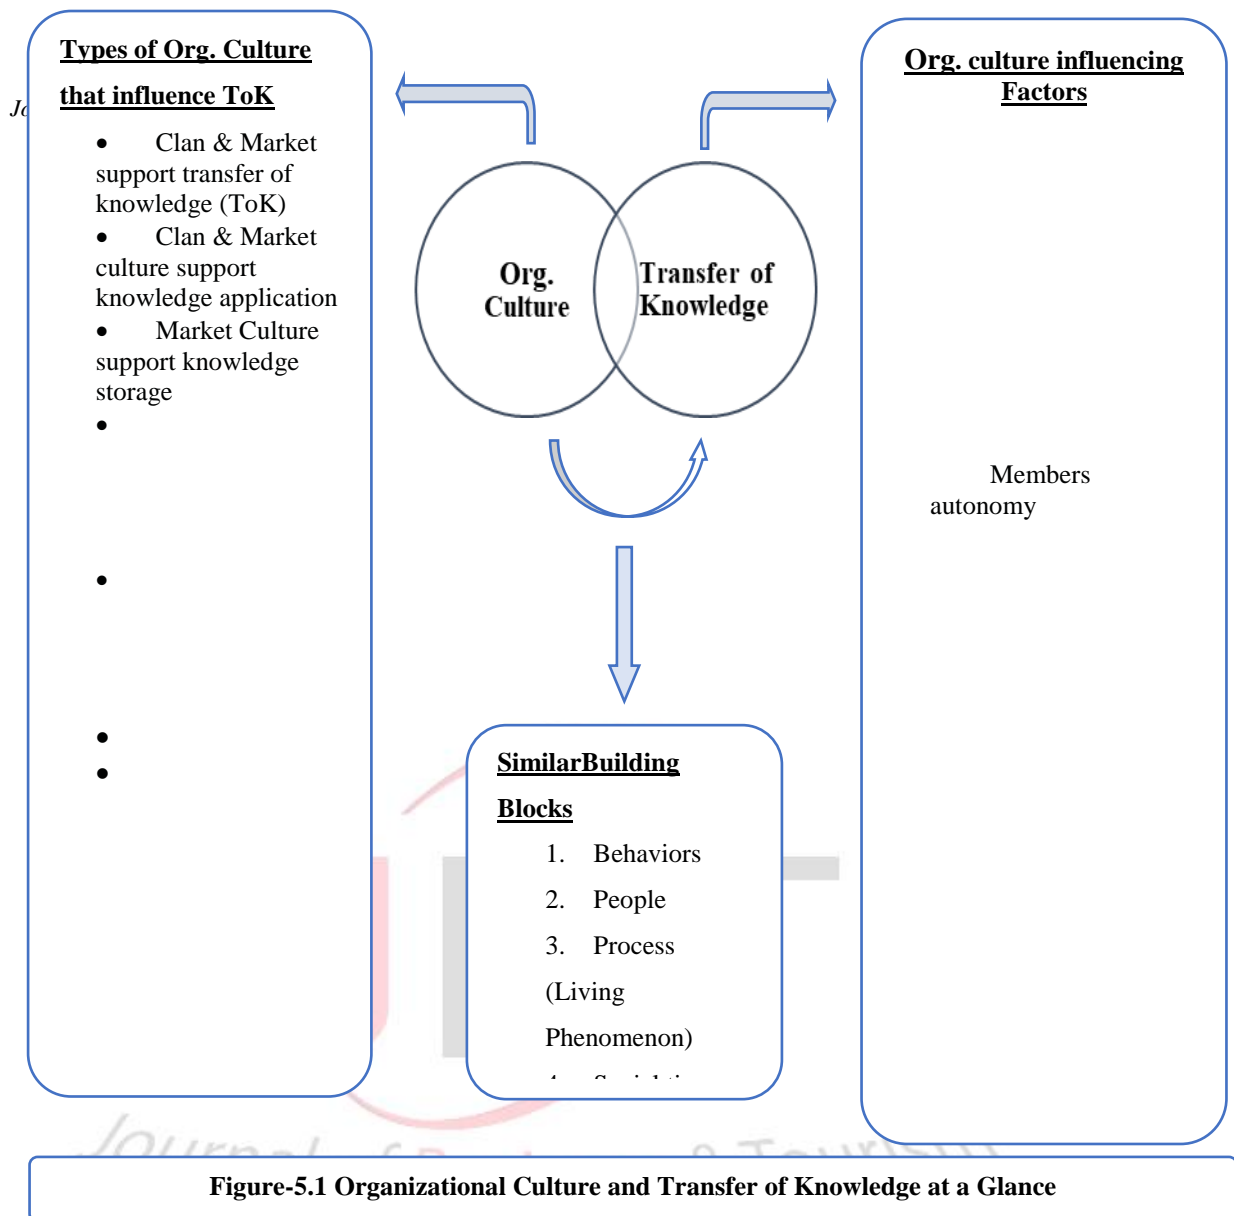 Types of Org. Culture
that influence ToK
• Clan & Market
support transfer of
knowledge (ToK)
• Clan & Market
culture support
knowledge application
• Market Culture
support knowledge
storage
•
•
•
•
Org.
Culture
Transfer of
Knowledge
Org. culture influencing
Factors
Members
autonomy
SimilarBuilding
Blocks
1. Behaviors
2. People
3. Process
(Living
Phenomenon)
Journal of & Tourism
Figure-5.1 Organizational Culture and Transfer of Knowledge at a Glance